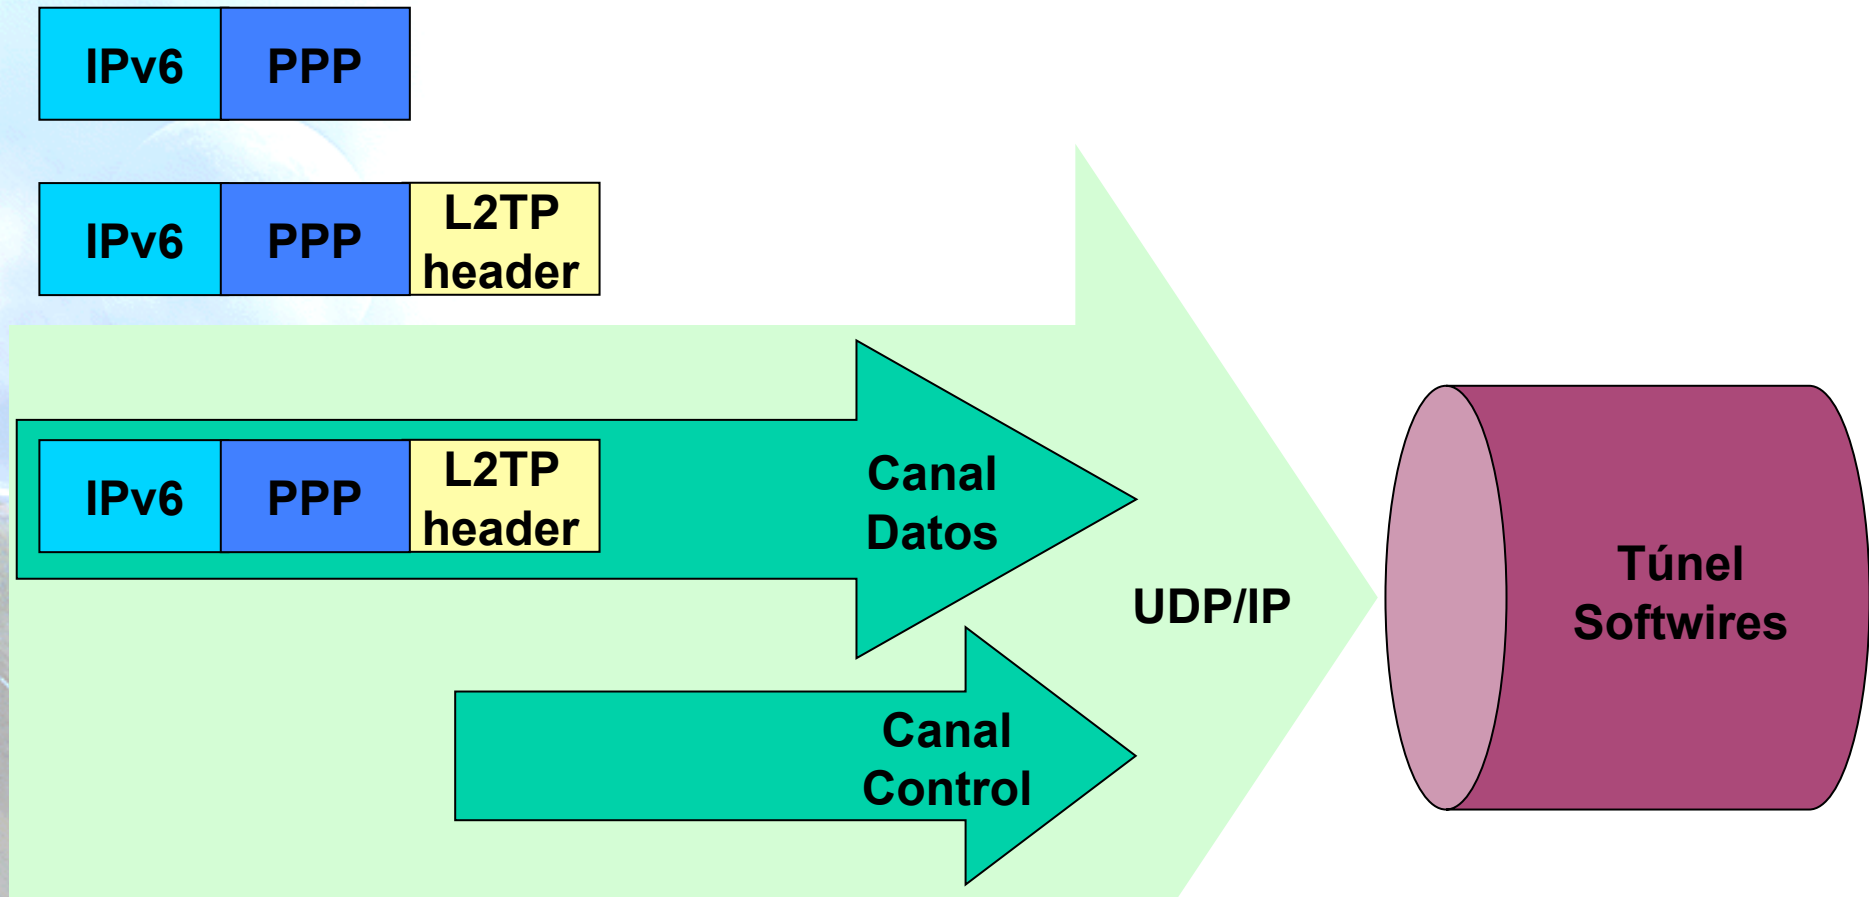 IPv6 PPP
IPv6 PPP L2TP
header
IPv6 PPP L2TP
header
Canal
Datos
UDP/IP
Canal
Control
Túnel
Softwires